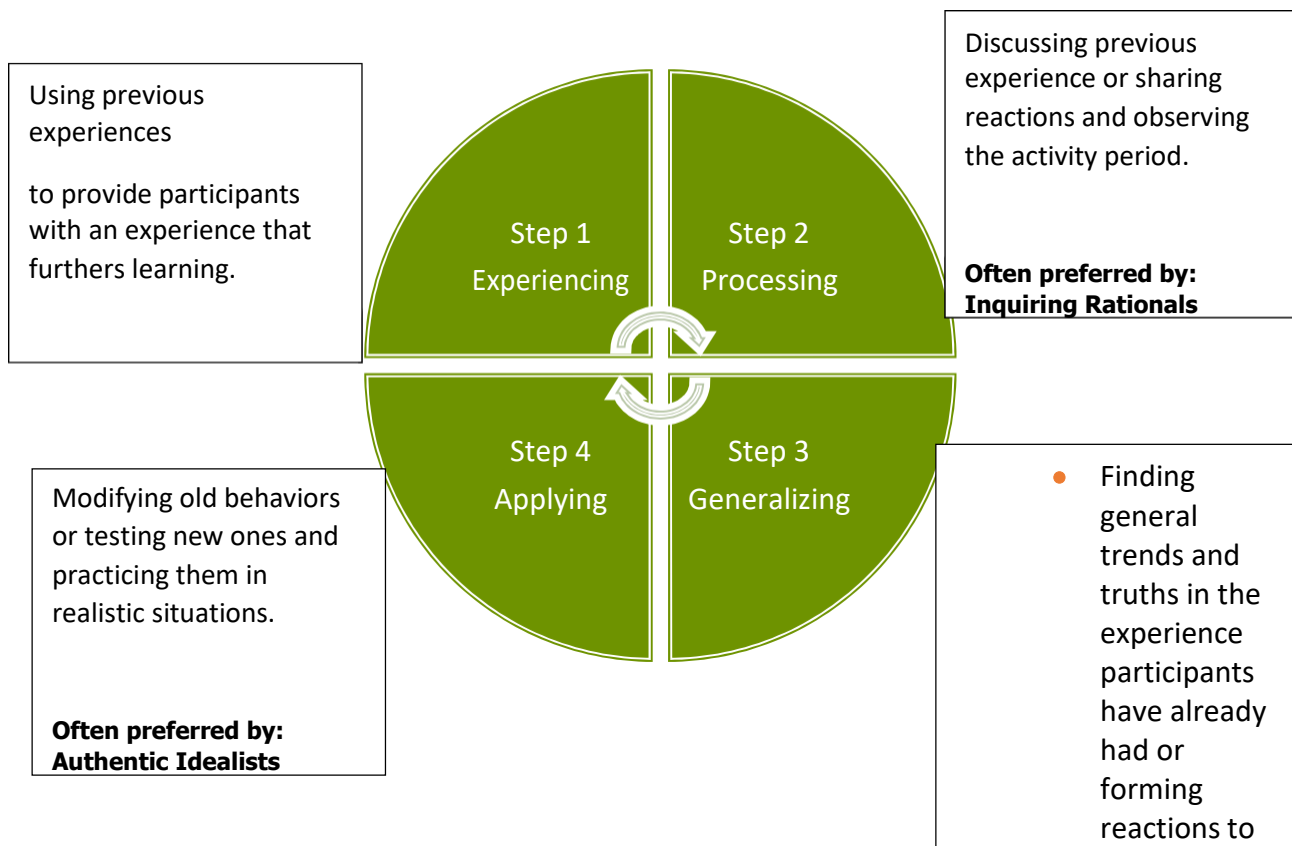 Using previous
experiences
to provide participants
with an experience that
furthers learning.
Discussing previous
experience or sharing
reactions and observing
the activity period.
Often preferred by:
Inquiring Rationals
Step 1
Experiencing
Step 2
Processing
Step 4
Applying
Step 3
Generalizing
Modifying old behaviors
or testing new ones and
practicing them in
realistic situations.
Often preferred by:
Authentic Idealists
• Finding
general
trends and
truths in the
experience
participants
have already
had or
forming
reactions to